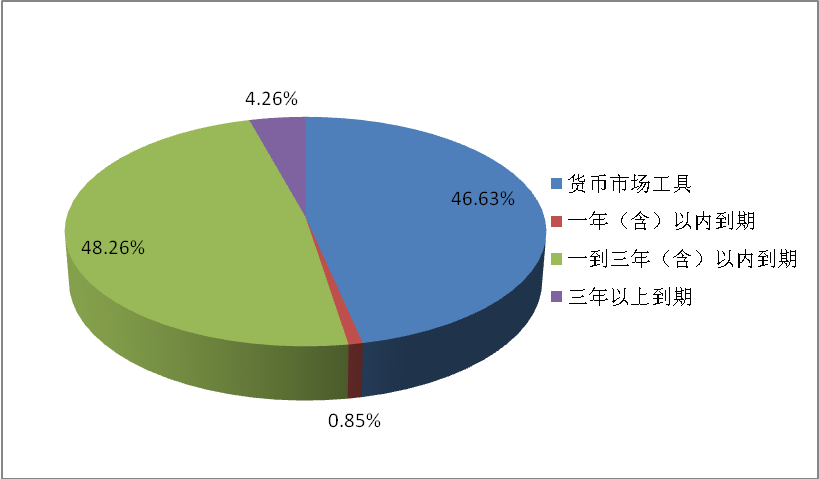 4.26%
46.63%
48.26%
0.85%
货币市场工具
一年（含）以内到期
一到三年（含）以内到期
三年以上到期